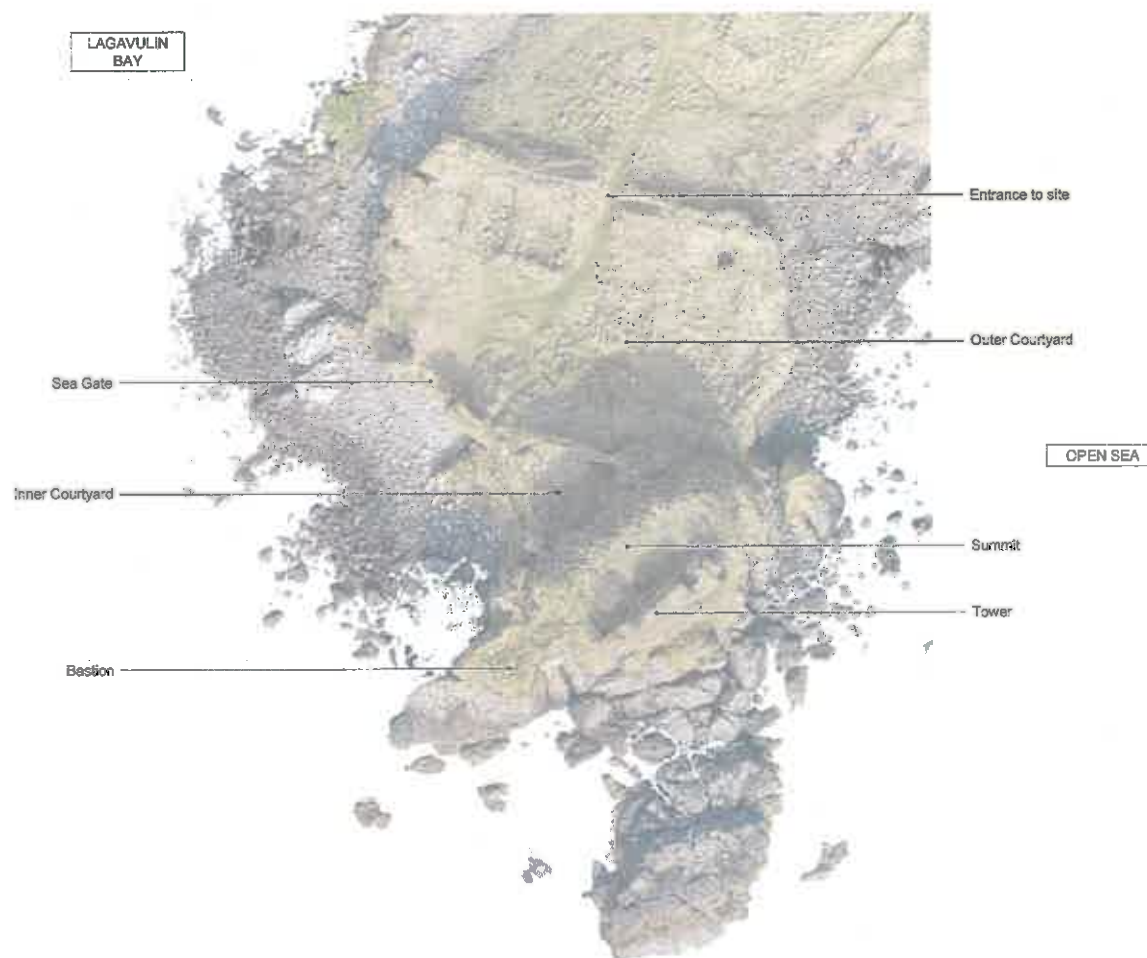 LAGAVULIN
BAY
Entrance to site
Outer Courtyard
Sea Gate
OPEN SEA
Inner Courtyard
Summit
Tower
Bastion